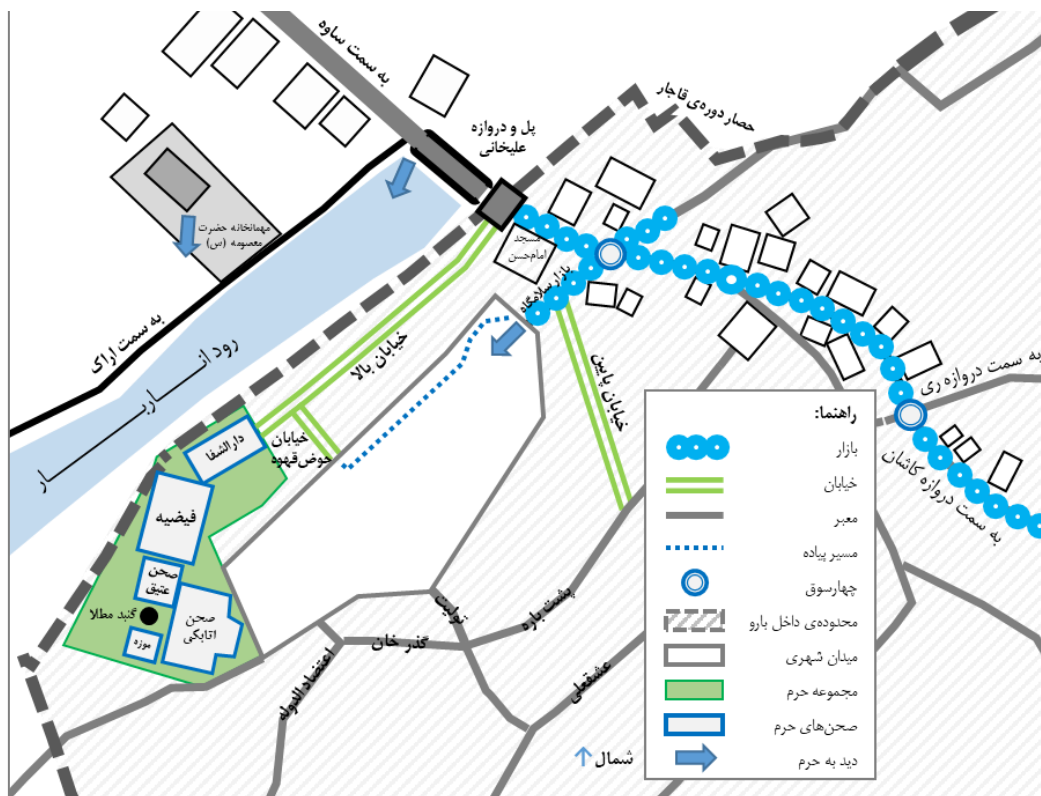 به سمت ساوه
پل و دروازه
علیخانی
حصار دوره‌ی قاجار
مهمانخانه حضرت
معصومه (س)
مسجد
امام‌حسن
بازار سلامگاه
به سمت اراک
رود انـــاربـــــار
خیابان بالا
خیابان پایین
به سمت دروازه ری
به سمت دروازه کاشان
دارالشفا
خیابان
حوض‌قهوه
فیضیه
صحن
عتیق
گنبد مطلا
صحن
اتابکی
موزه
یولیت
پشت باره
گذر خان
اعتضادالدوله
عشقعلی
شمال
راهنما:
بازار
خیابان
معبر
مسیر پیاده
چهارسوق
محدوده‌ی داخل بارو
میدان شهری
مجموعه حرم
صحن‌های حرم
دید به حرم